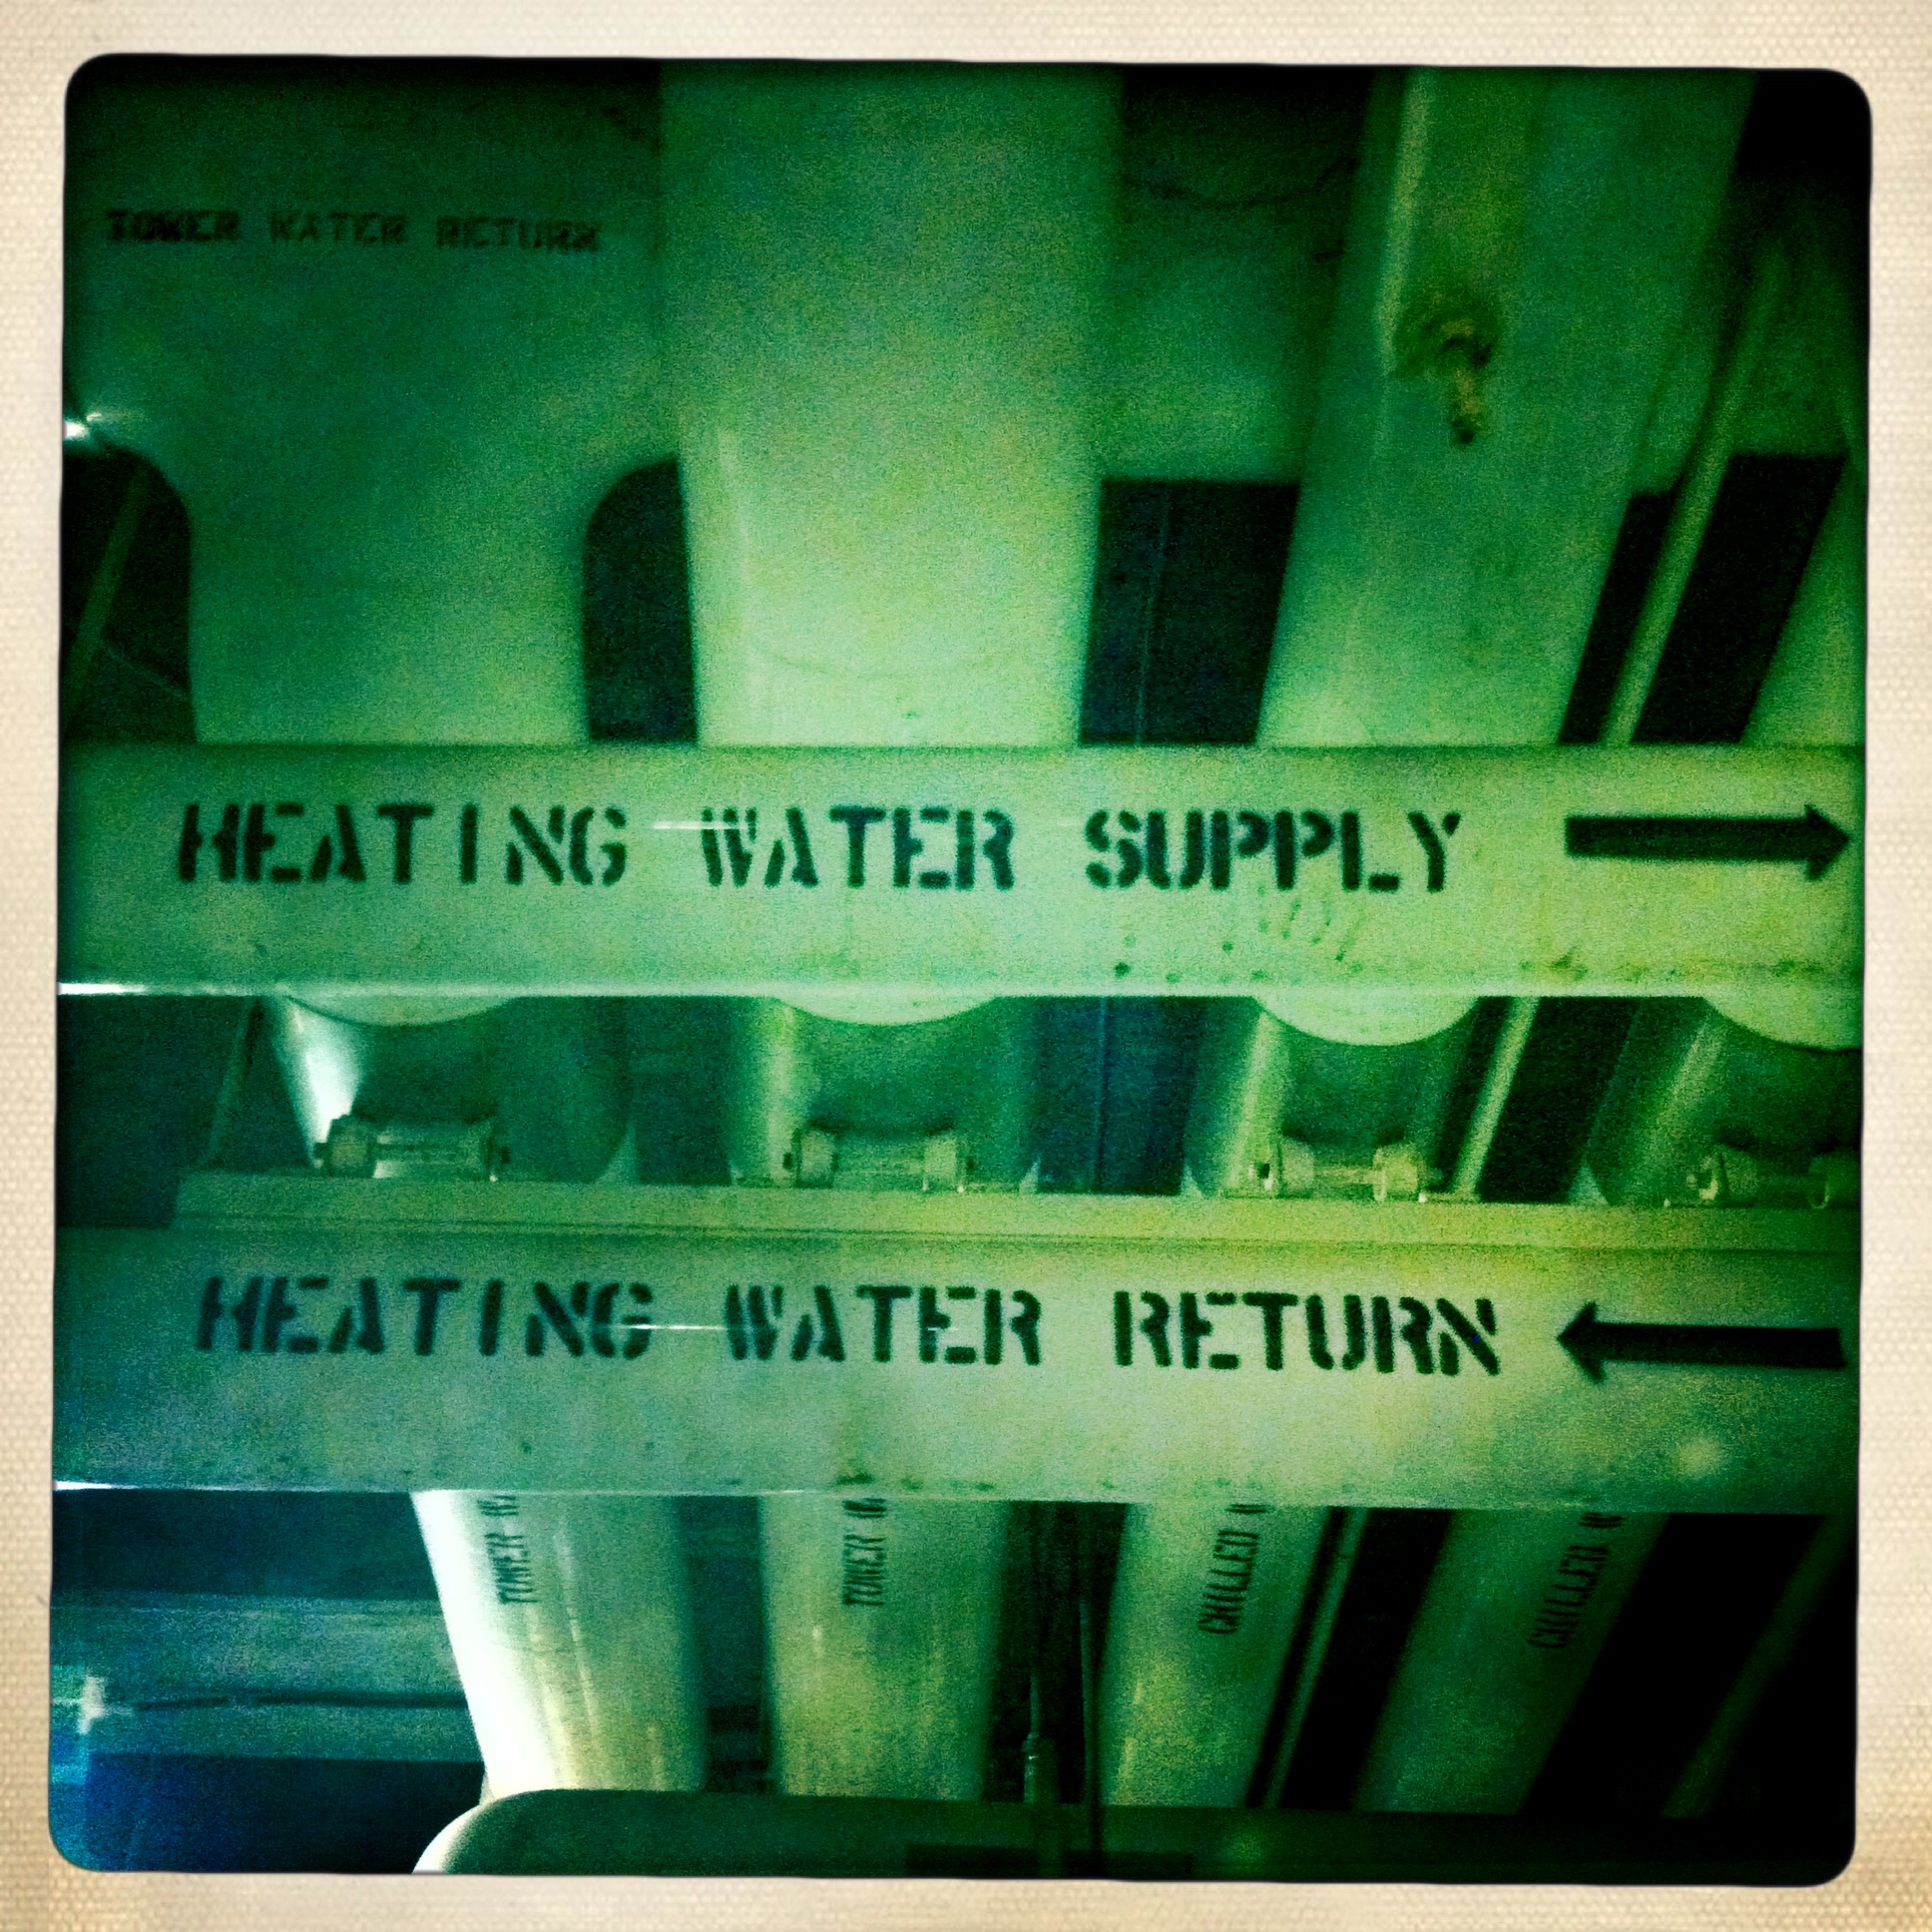 TOWER WATER RETURN
HEATING WATER SUPPLY
HEATING WATER RETURN
TOWER
TOWER
CHILLED
CHILLED